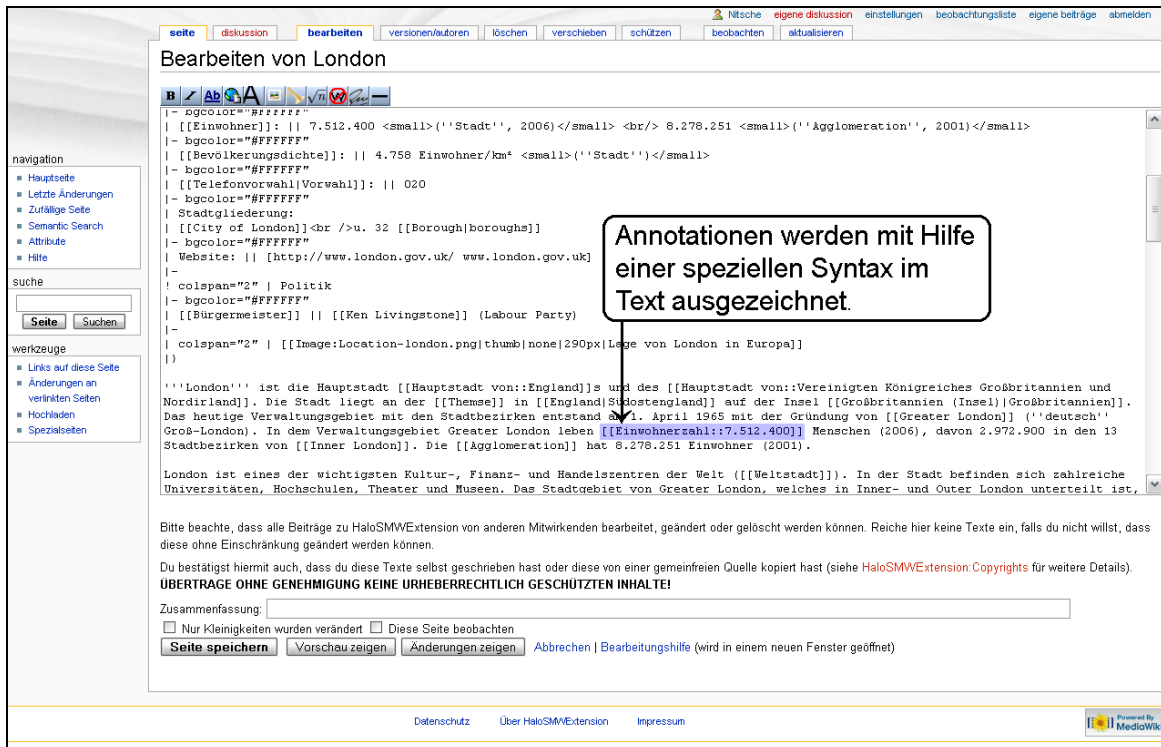 Nitsche eigene diskussion einstellungen beobachtungsliste eigene beiträge abmelden
seite diskussion bearbeiten versionen/autoren löschen verschieben schützen beobachten aktualisieren
Bearbeiten von London
B I Ab A √n W
|- bgcolor="#FFFFFF"
| [[Einwohner]]: || 7.512.400 <small>(''Stadt'', 2006)</small> <br/> 8.278.251 <small>(''Agglomeration'', 2001)</small>
|- bgcolor="#FFFFFF"
| [[Bevölkerungsdichte]]: || 4.758 Einwohner/km² <small>(''Stadt'')</small>
|- bgcolor="#FFFFFF"
| [[Telefonvorwahl|Vorwahl]]: || 020
|- bgcolor="#FFFFFF"
| Stadtgliederung:
| [[City of London]]<br />u. 32 [[Borough|boroughs]]
|- bgcolor="#FFFFFF"
| Website: || [http://www.london.gov.uk/ www.london.gov.uk]
|-
! colspan="2" | Politik
|- bgcolor="#FFFFFF"
| [[Bürgermeister]] || [[Ken Livingstone]] (Labour Party)
|-
| colspan="2" | [[Image:Location-london.png|thumb|none|290px|Lage von London in Europa]]
|}
'''London''' ist die Hauptstadt [[Hauptstadt von::England]]s und des [[Hauptstadt von::Vereinigten Königreiches Großbritannien und
Nordirland]]. Die Stadt liegt an der [[Themse]] in [[England|Südostengland]] auf der Insel [[Großbritannien (Insel)|Großbritannien]].
Das heutige Verwaltungsgebiet mit den Stadtbezirken entstand am 1. April 1965 mit der Gründung von [[Greater London]] (''deutsch''
Groß-London). In dem Verwaltungsgebiet Greater London leben [[Einwohnerzahl::7.512.400]] Menschen (2006), davon 2.972.900 in den 13
Stadtbezirken von [[Inner London]]. Die [[Agglomeration]] hat 8.278.251 Einwohner (2001).
London ist eines der wichtigsten Kultur-, Finanz- und Handelszentren der Welt ([[Weltstadt]]). In der Stadt befinden sich zahlreiche
Universitäten, Hochschulen, Theater und Museen. Das Stadtgebiet von Greater London, welches in Inner- und Outer London unterteilt ist,
Annotationen werden mit Hilfe
einer speziellen Syntax im
Text ausgezeichnet.
navigation
Hauptseite
Letzte Änderungen
Zufällige Seite
Semantic Search
Attribute
Hilfe
suche
Seite Suchen
werkzeuge
Links auf diese Seite
Änderungen an
verlinkten Seiten
Hochladen
Spezialseiten
Bitte beachte, dass alle Beiträge zu HaloSMWExtension von anderen Mitwirkenden bearbeitet, geändert oder gelöscht werden können. Reiche hier keine Texte ein, falls du nicht willst, dass
diese ohne Einschränkung geändert werden können.
Du bestätigst hiermit auch, dass du diese Texte selbst geschrieben hast oder diese von einer gemeinfreien Quelle kopiert hast (siehe HaloSMWExtension:Copyrights für weitere Details).
ÜBERTRAGE OHNE GENEHMIGUNG KEINE URHEBERRECHTLICH GESCHÜTZTEN INHALTE!
Zusammenfassung:
Nur Kleinigkeiten wurden verändert Diese Seite beobachten
Seite speichern Vorschau zeigen Änderungen zeigen Abbrechen | Bearbeitungshilfe (wird in einem neuen Fenster geöffnet)
Datenschutz Über HaloSMWExtension Impressum
Powered By
MediaWiki